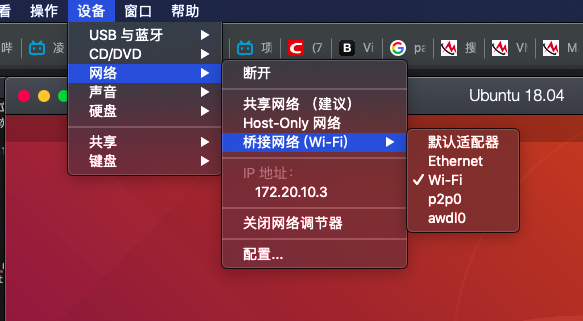 看 操作 设备 窗口 帮助
哔 凌 项 (7 Vi pa 搜 VM M
USB 与蓝牙
CD/DVD
网络
声音
硬盘
共享
键盘
断开
共享网络 （建议）
Host-Only 网络
桥接网络 (Wi-Fi)
IP 地址：
172.20.10.3
关闭网络调节器
配置...
默认适配器
Ethernet
Wi-Fi
p2p0
awdl0
Ubuntu 18.04